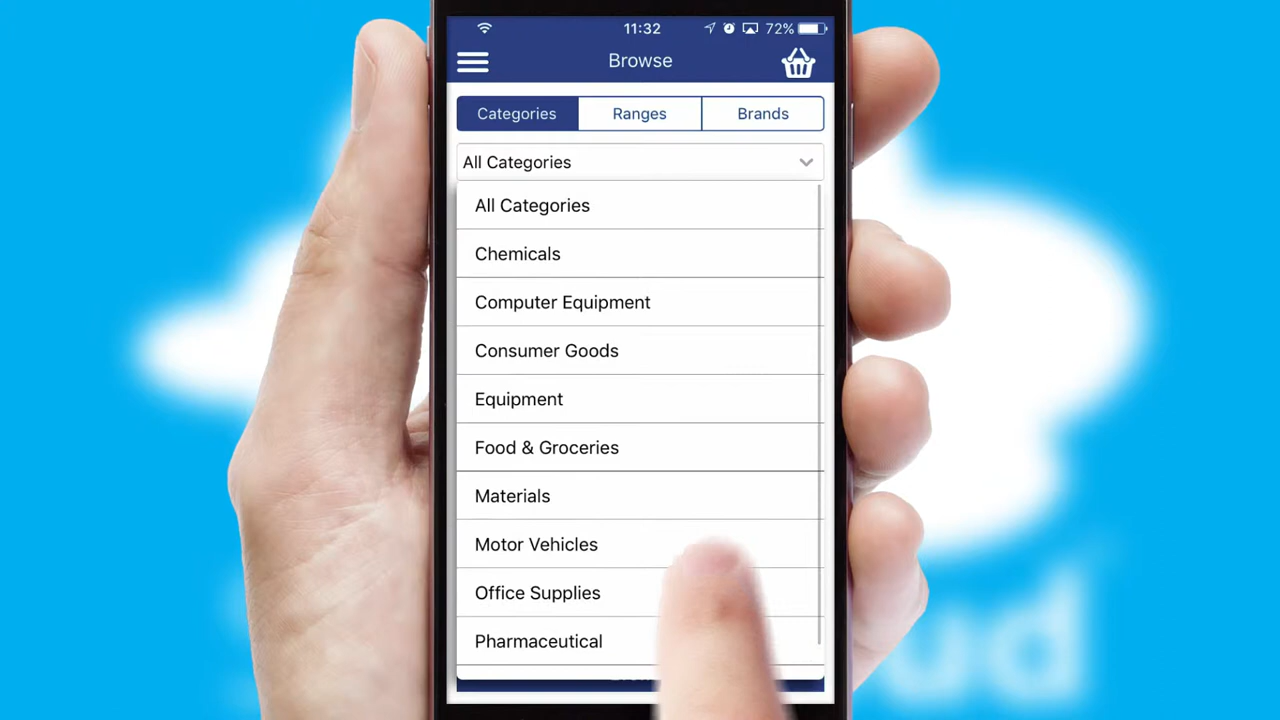 11:32
72%
Browse
Categories Ranges Brands
All Categories
All Categories
Chemicals
Computer Equipment
Consumer Goods
Equipment
Food & Groceries
Materials
Motor Vehicles
Office Supplies
Pharmaceutical